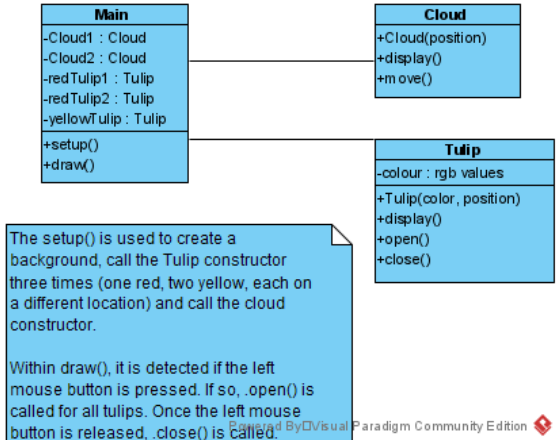 Main
-Cloud1 : Cloud
-Cloud2 : Cloud
-redTulip1 : Tulip
-redTulip2 : Tulip
-yellowTulip : Tulip
+setup()
+draw()
Cloud
+Cloud(position)
+display()
+move()
Tulip
-colour : rgb values
+Tulip(color, position)
+display()
+open()
+close()
The setup() is used to create a
background, call the Tulip constructor
three times (one red, two yellow, each on
a different location) and call the cloud
constructor.
Within draw(), it is detected if the left
mouse button is pressed. If so, .open() is
called for all tulips. Once the left mouse
button is released, .close() is called.
Powered By Visual Paradigm Community Edition